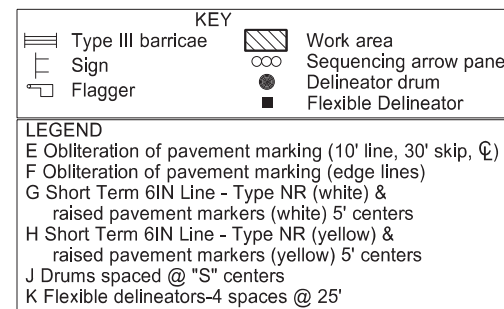 KEY
Type III barricae
Sign
Flagger
Work area
Sequencing arrow pane
Delineator drum
Flexible Delineator
LEGEND
E Obliteration of pavement marking (10' line, 30' skip, ℄)
F Obliteration of pavement marking (edge lines)
G Short Term 6IN Line - Type NR (white) &
raised pavement markers (white) 5' centers
H Short Term 6IN Line - Type NR (yellow) &
raised pavement markers (yellow) 5' centers
J Drums spaced @ "S" centers
K Flexible delineators-4 spaces @ 25'